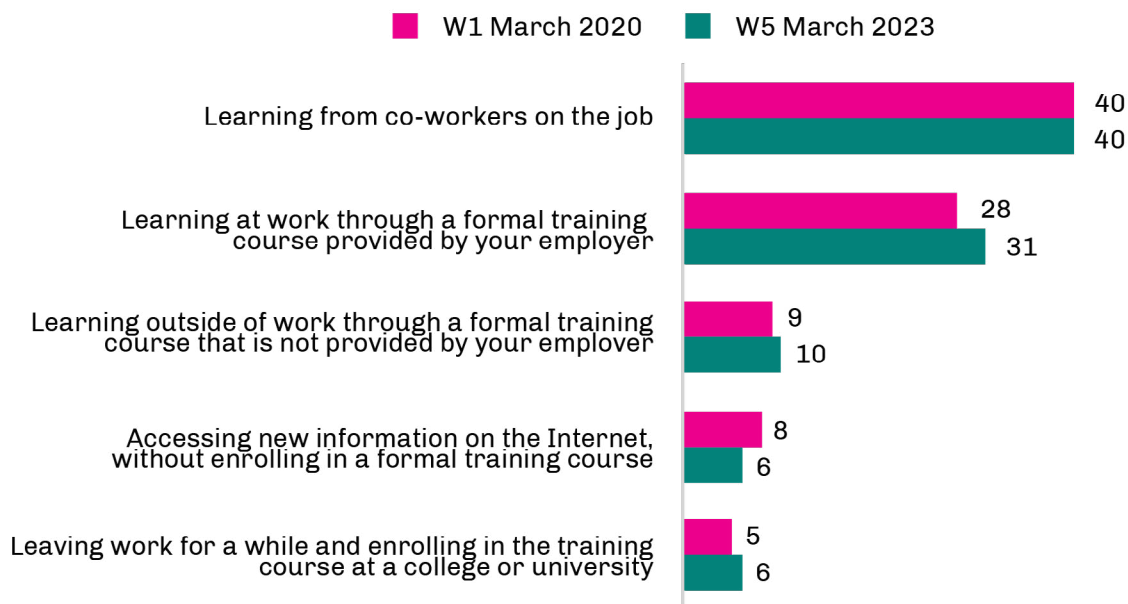 W1 March 2020 W5 March 2023
Learning from co-workers on the job
40
40
Learning at work through a formal training
course provided by your employer
28
31
Learning outside of work through a formal training
course that is not provided by your emplover
9
10
Accessing new information on the Internet,
without enrolling in a formal training course
8
6
Leaving work for a while and enrolling in the training
course at a college or university
5
6